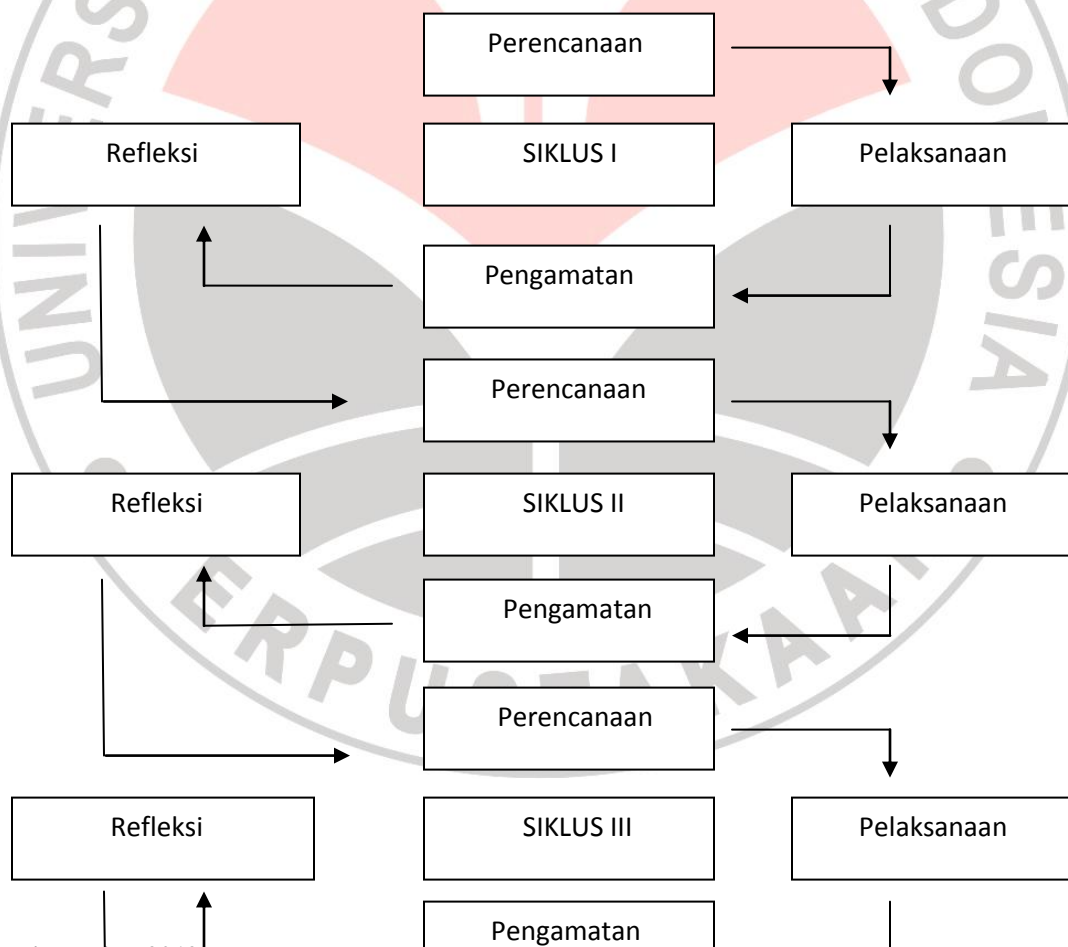 Perencanaan
Refleksi
SIKLUS I
Pelaksanaan
Pengamatan
Perencanaan
Refleksi
SIKLUS II
Pelaksanaan
Pengamatan
Perencanaan
Refleksi
SIKLUS III
Pelaksanaan
Pengamatan